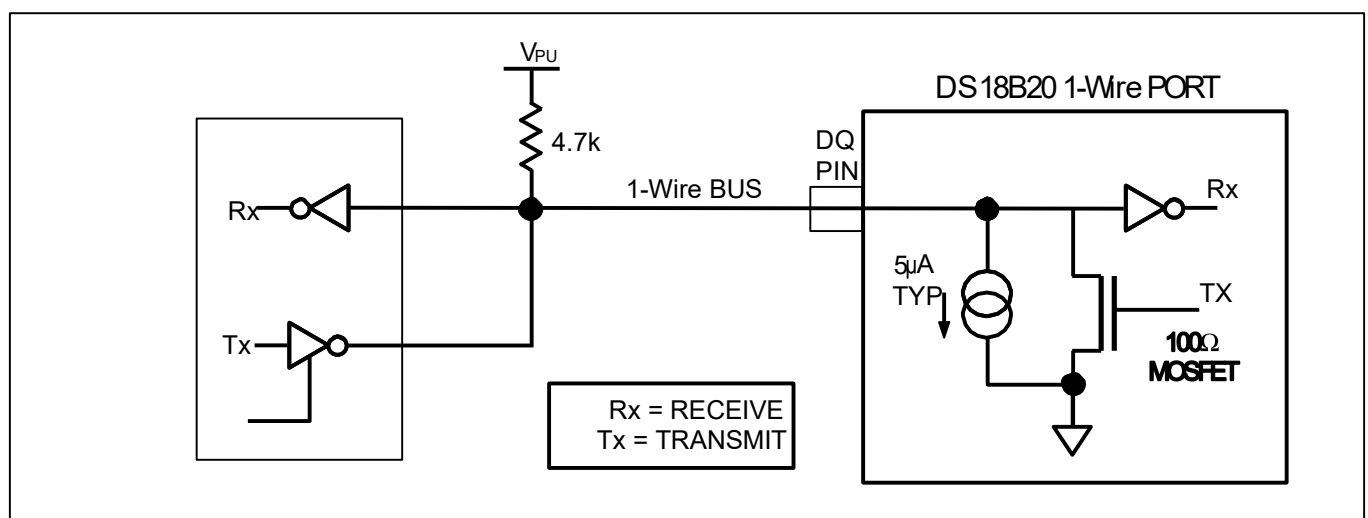 VPU
4.7k
DS18B20 1-Wire PORT
DQ
PIN
1-Wire BUS
Rx
Rx
5µA
TYP
TX
Tx
100Ω
MOSFET
Rx = RECEIVE
Tx = TRANSMIT